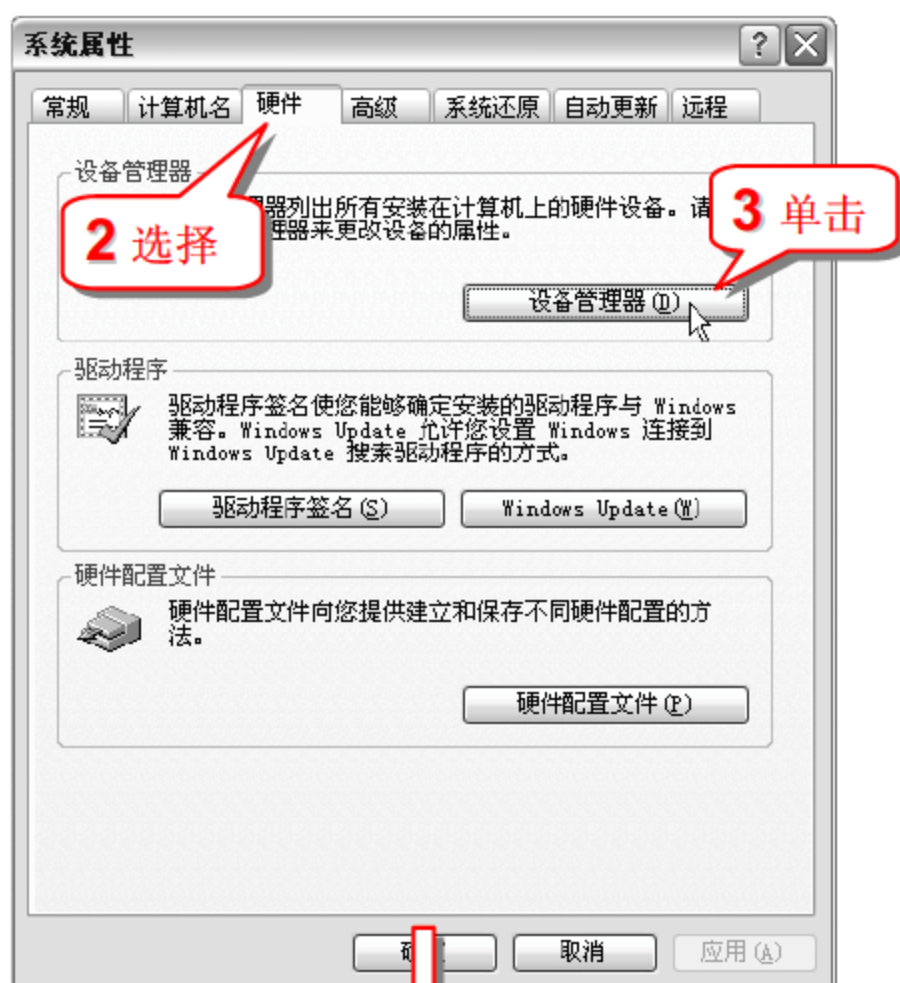 系统属性
常规 计算机名 硬件 高级 系统还原 自动更新 远程
设备管理器
理器列出所有安装在计算机上的硬件设备。请
理器来更改设备的属性。
2 选择
3 单击
设备管理器(D)
驱动程序
驱动程序签名使您能够确定安装的驱动程序与 Windows
兼容。Windows Update 允许您设置 Windows 连接到
Windows Update 搜索驱动程序的方式。
驱动程序签名(S) Windows Update(W)
硬件配置文件
硬件配置文件向您提供建立和保存不同硬件配置的方
法。
硬件配置文件(P)
取消 应用(A)